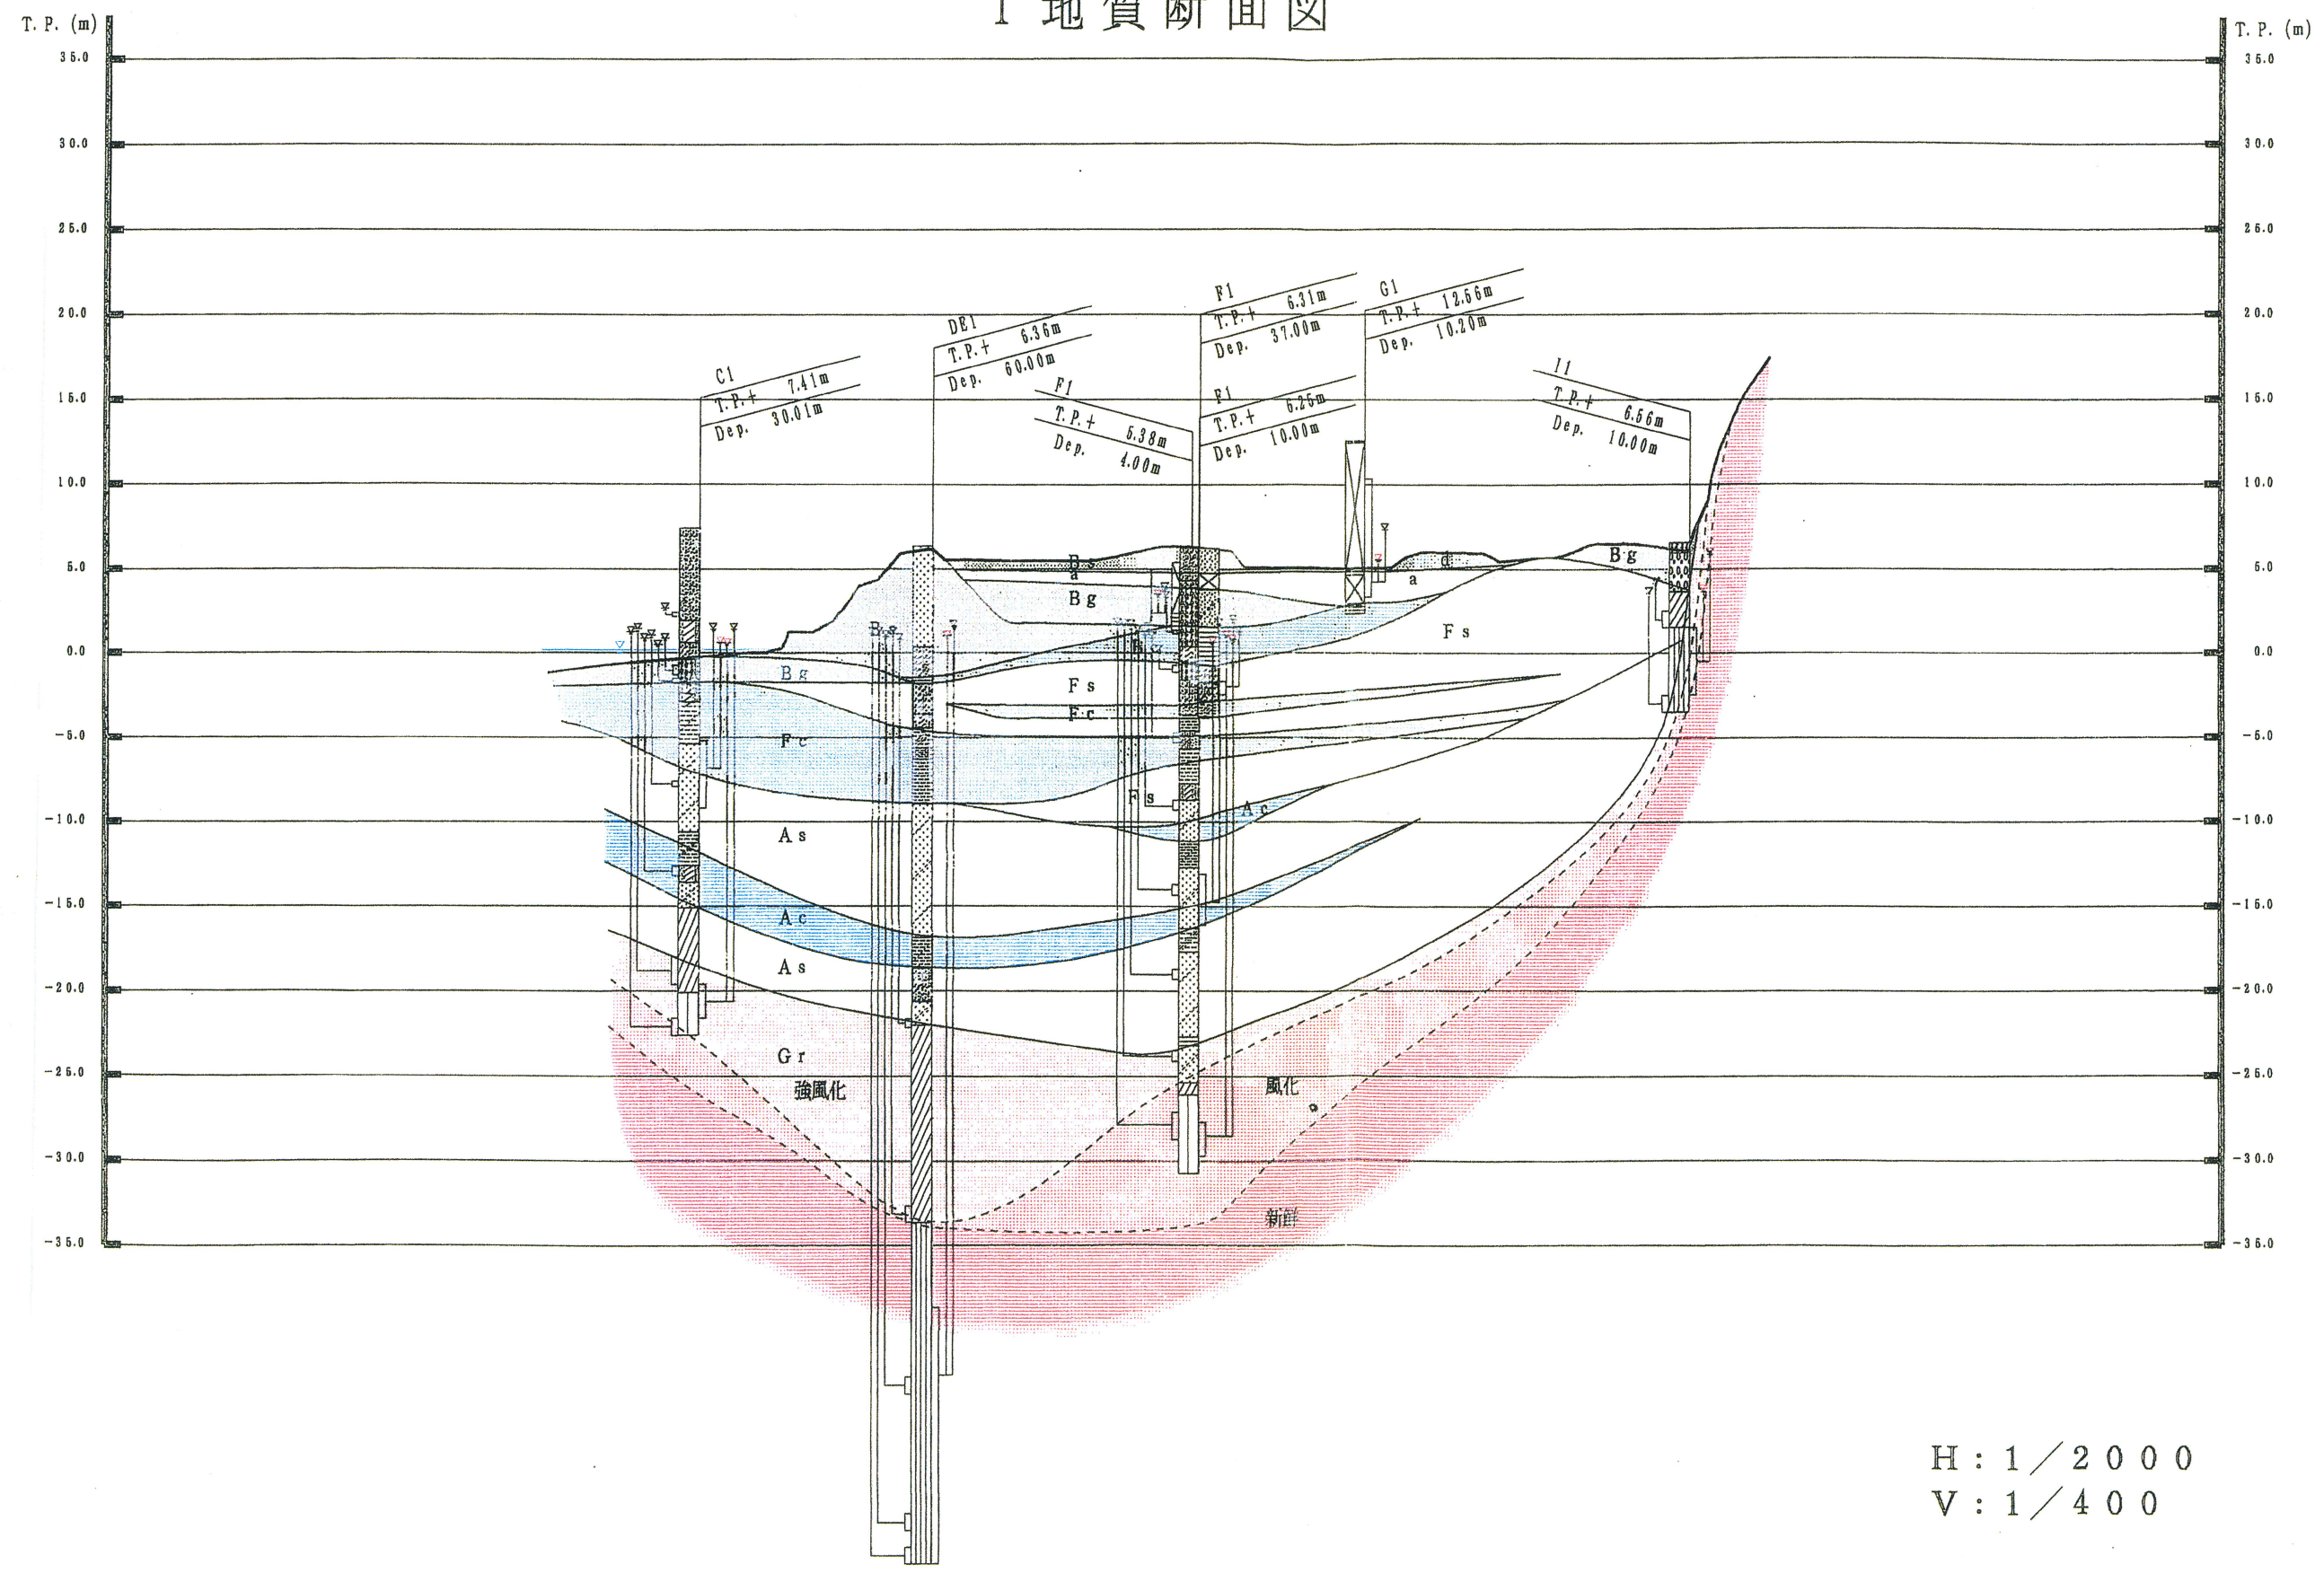 1 地質断面図
T. P. (m)
T. P. (m)
35.0
35.0
30.0
30.0
25.0
25.0
20.0
20.0
15.0
15.0
10.0
10.0
5.0
5.0
0.0
0.0
-5.0
-5.0
-10.0
-10.0
-15.0
-15.0
-20.0
-20.0
-25.0
-25.0
-30.0
-30.0
-35.0
-35.0
C1
T.P.+ 7.41m
Dep. 30.01m
DE1
T.P.+ 6.36m
Dep. 60.00m
F1
T.P.+ 5.38m
Dep. 4.00m
F1
T.P.+ 6.31m
Dep. 37.00m
F1
T.P.+ 6.25m
Dep. 10.00m
G1
T.P.+ 12.56m
Dep. 10.20m
I1
T.P.+ 6.56m
Dep. 10.00m
Bs
a
Bg
d
a
Bg
Fs
Bg
Fs
Fc
Fc
Fs
Ac
As
Ac
As
Gr
強風化
風化
新鮮
H:1/2000
V:1/400